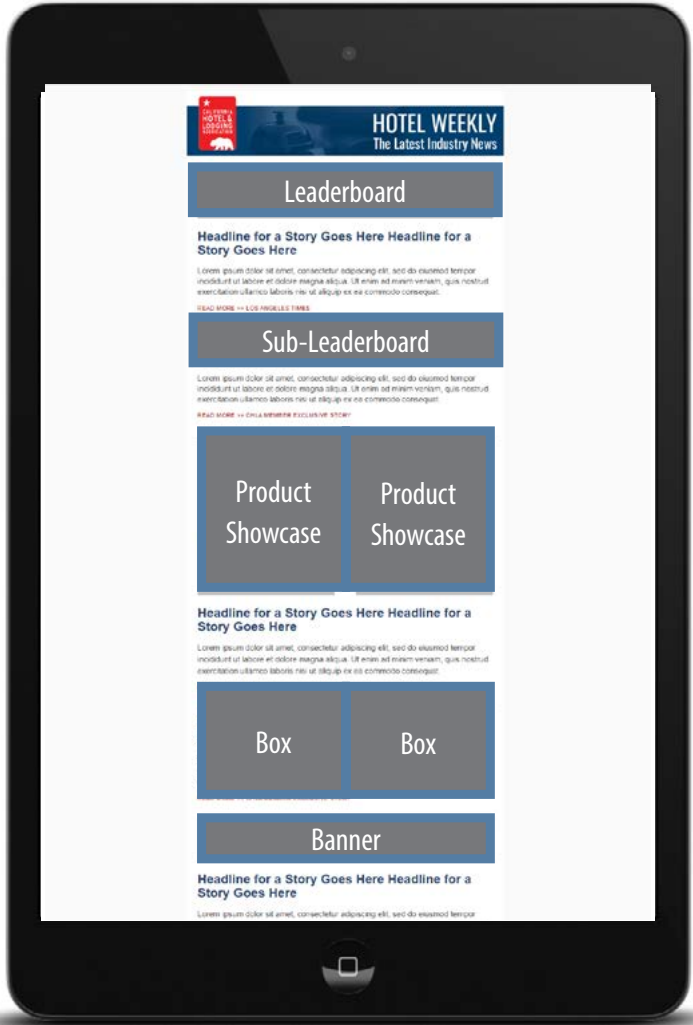 CALIFORNIA
HOTEL &
LODGING
ASSOCIATION
HOTEL WEEKLY
The Latest Industry News
Leaderboard
Headline for a Story Goes Here Headline for a
Story Goes Here
Lorem ipsum dolor sit amet, consectetur adipiscing elit, sed do eiusmod tempor
incididunt ut labore et dolore magna aliqua. Ut enim ad minim veniam, quis nostrud
exercitation ullamco laboris nisi ut aliquip ex ea commodo consequat.
READ MORE >> LOS ANGELES TIMES
Sub-Leaderboard
Lorem ipsum dolor sit amet, consectetur adipiscing elit, sed do eiusmod tempor
incididunt ut labore et dolore magna aliqua. Ut enim ad minim veniam, quis nostrud
exercitation ullamco laboris nisi ut aliquip ex ea commodo consequat.
READ MORE >> CHLA MEMBER EXCLUSIVE STORY
Product
Showcase
Product
Showcase
Headline for a Story Goes Here Headline for a
Story Goes Here
Lorem ipsum dolor sit amet, consectetur adipiscing elit, sed do eiusmod tempor
incididunt ut labore et dolore magna aliqua. Ut enim ad minim veniam, quis nostrud
exercitation ullamco laboris nisi ut aliquip ex ea commodo consequat.
Box
Box
Banner
Headline for a Story Goes Here Headline for a
Story Goes Here
Lorem ipsum dolor sit amet, consectetur adipiscing elit, sed do eiusmod tempor